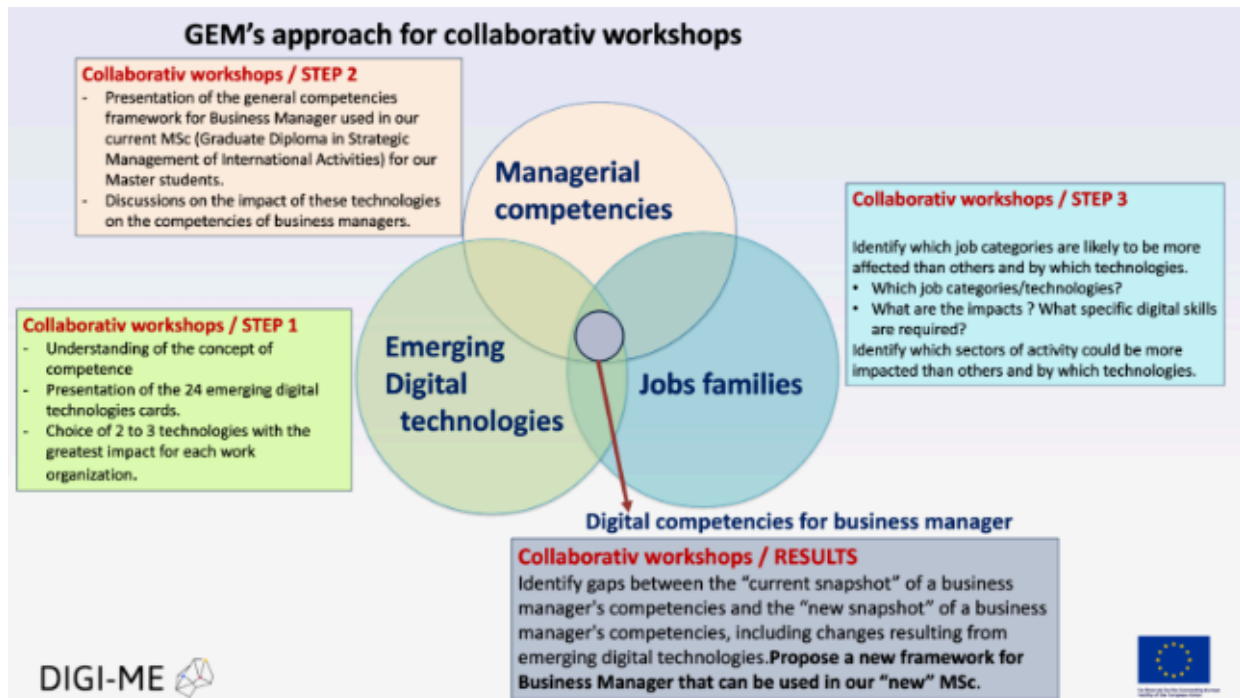 GEM's approach for collaborativ workshops
Collaborativ workshops / STEP 2
- Presentation of the general competencies
framework for Business Manager used in our
current MSc (Graduate Diploma in Strategic
Management of International Activities) for our
Master students.
- Discussions on the impact of these technologies
on the competencies of business managers.
Managerial
competencies
Collaborativ workshops / STEP 3
Identify which job categories are likely to be more
affected than others and by which technologies.
• Which job categories/technologies?
• What are the impacts ? What specific digital skills
are required?
Identify which sectors of activity could be more
impacted than others and by which technologies.
Collaborativ workshops / STEP 1
- Understanding of the concept of
competence
- Presentation of the 24 emerging digital
technologies cards.
- Choice of 2 to 3 technologies with the
greatest impact for each work
organization.
Emerging
Digital
technologies
Jobs families
Digital competencies for business manager
Collaborativ workshops / RESULTS
Identify gaps between the “current snapshot” of a business
manager's competencies and the “new snapshot” of a business
manager's competencies, including changes resulting from
emerging digital technologies.Propose a new framework for
Business Manager that can be used in our “new” MSc.
DIGI-ME